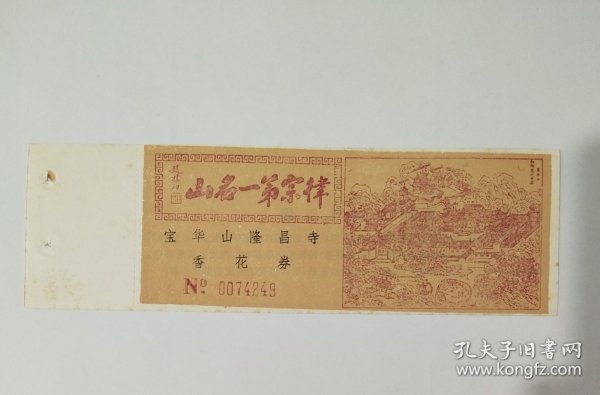 律宗第一名山
宝华山隆昌寺
香花券
No 0074249
孔夫子旧书网
www.kongfz.com